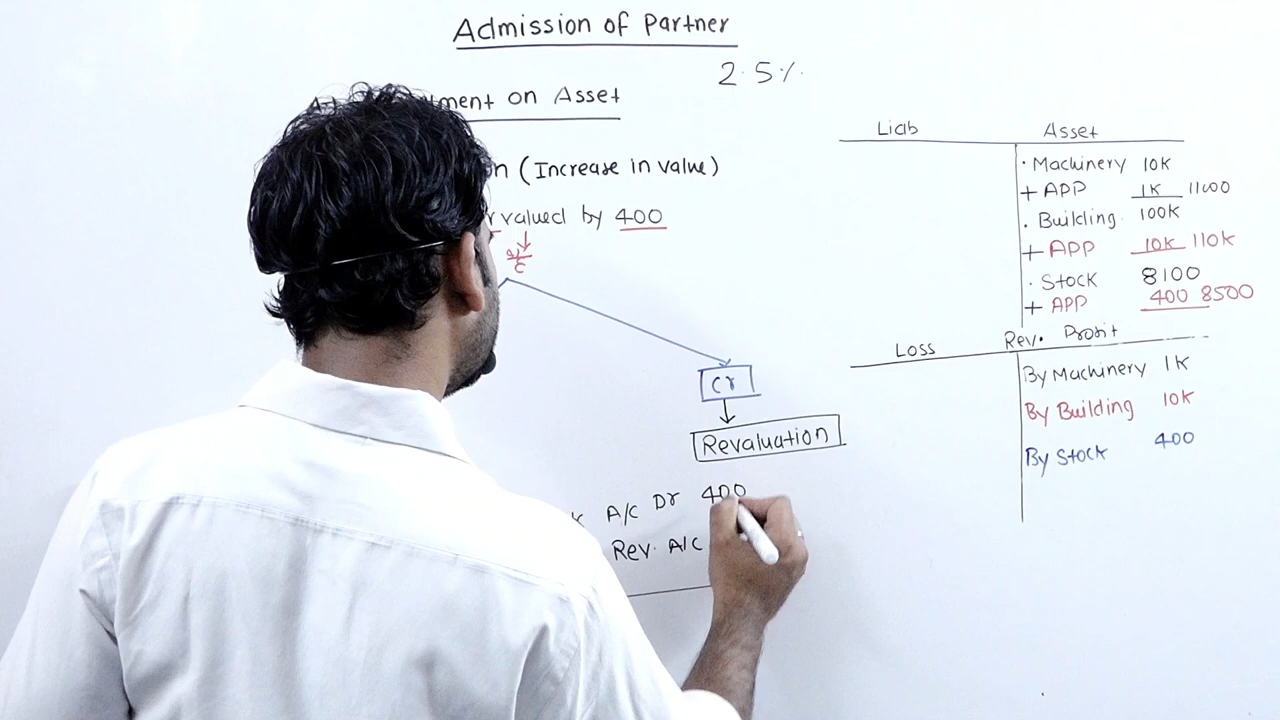 Admission of Partner
2.5%
on Asset
(Increase in value)
valued by 400
Cr
Revaluation
A/c Dr 400
Rev. A/c
Liab Asset
· Machinery 10K
+ APP 1K 11000
· Building 100K
+ APP 10K 110K
· Stock 8100
+ APP 400 8500
Loss Rev. Profit
By Machinery 1K
By Building 10K
By Stock 400